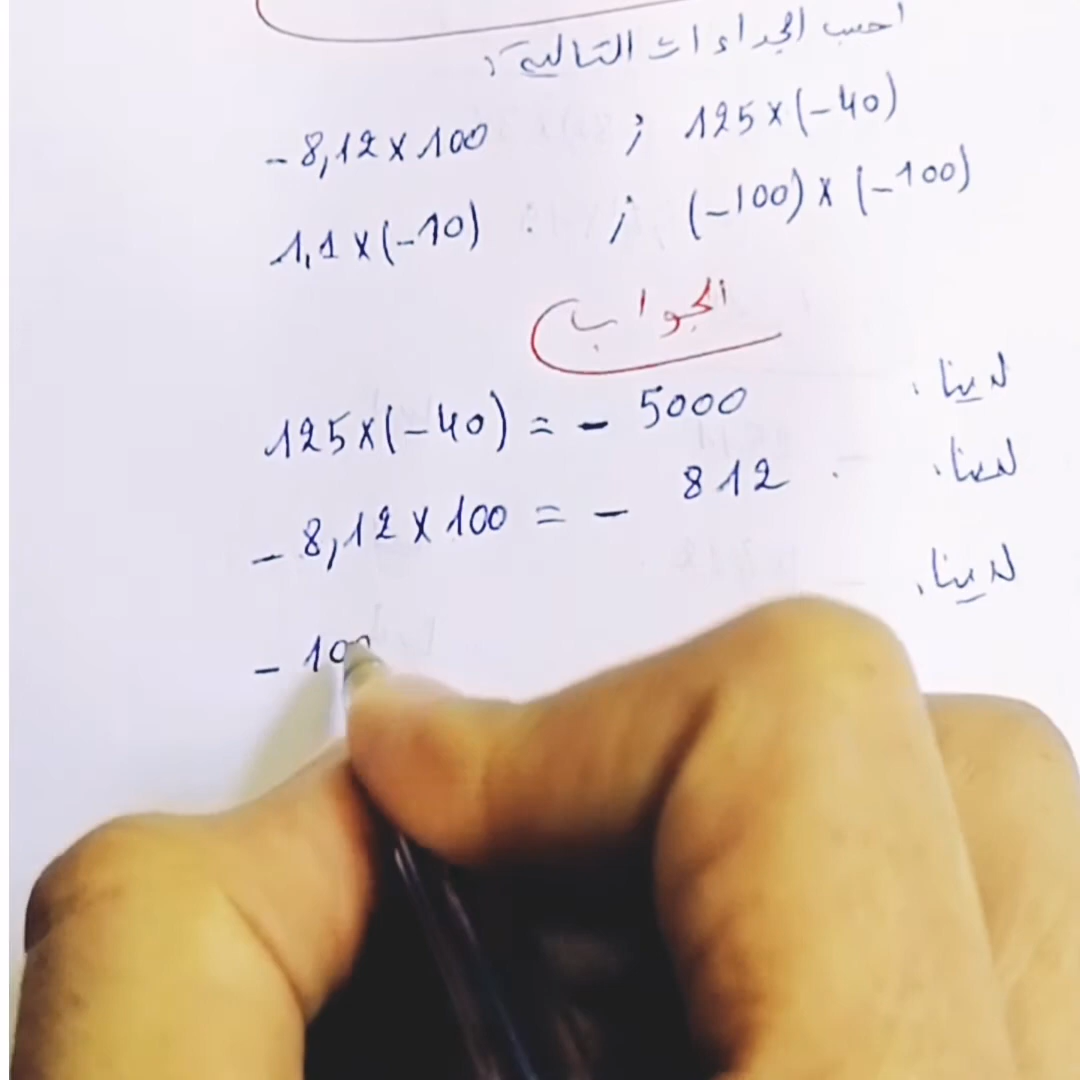 احسب الجداءات التالية:
-8,12×100 ; 125×(-40)
1,1×(-10) ; (-100)×(-100)
الجواب
لدينا: 125×(-40) = - 5000
لدينا: -8,12×100 = - 812
لدينا: - 100